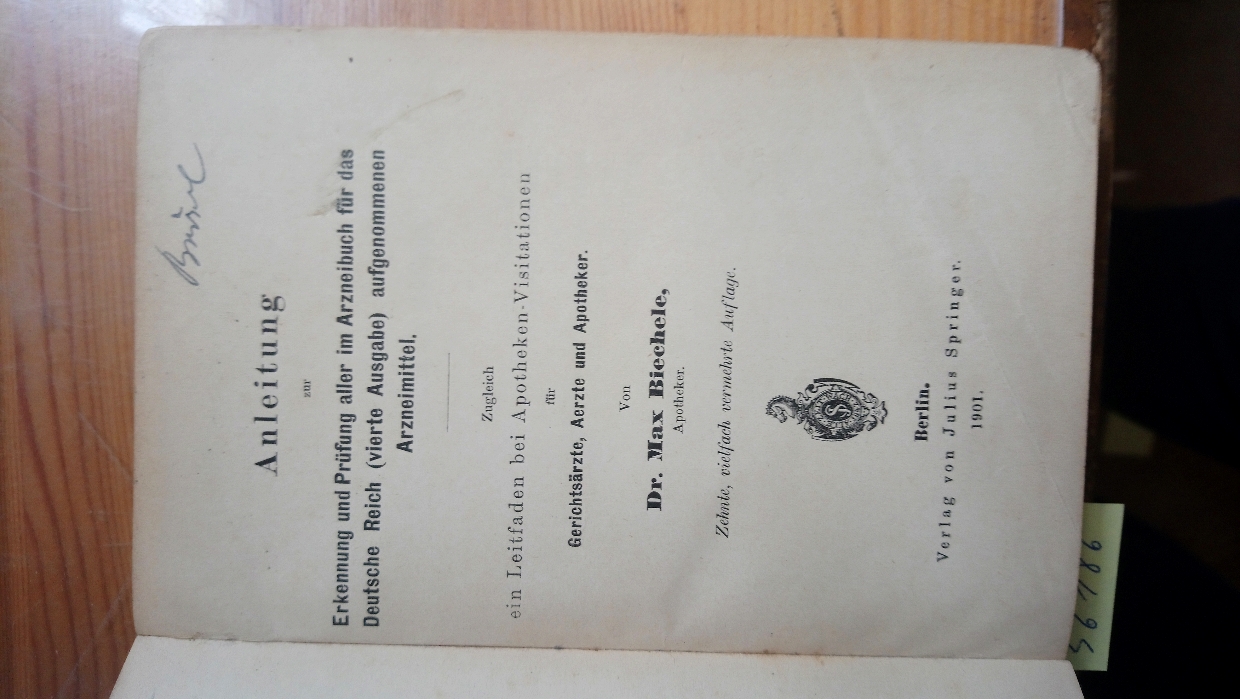 Anleitung
zur
Erkennung und Prüfung aller im Arzneibuch für das
Deutsche Reich (vierte Ausgabe) aufgenommenen
Arzneimittel.
Zugleich
ein Leitfaden bei Apotheken-Visitationen
für
Gerichtsärzte, Aerzte und Apotheker.
Von
Dr. Max Biechele,
Apotheker.
Zehnte, vielfach vermehrte Auflage.
Berlin.
Verlag von Julius Springer.
1901.